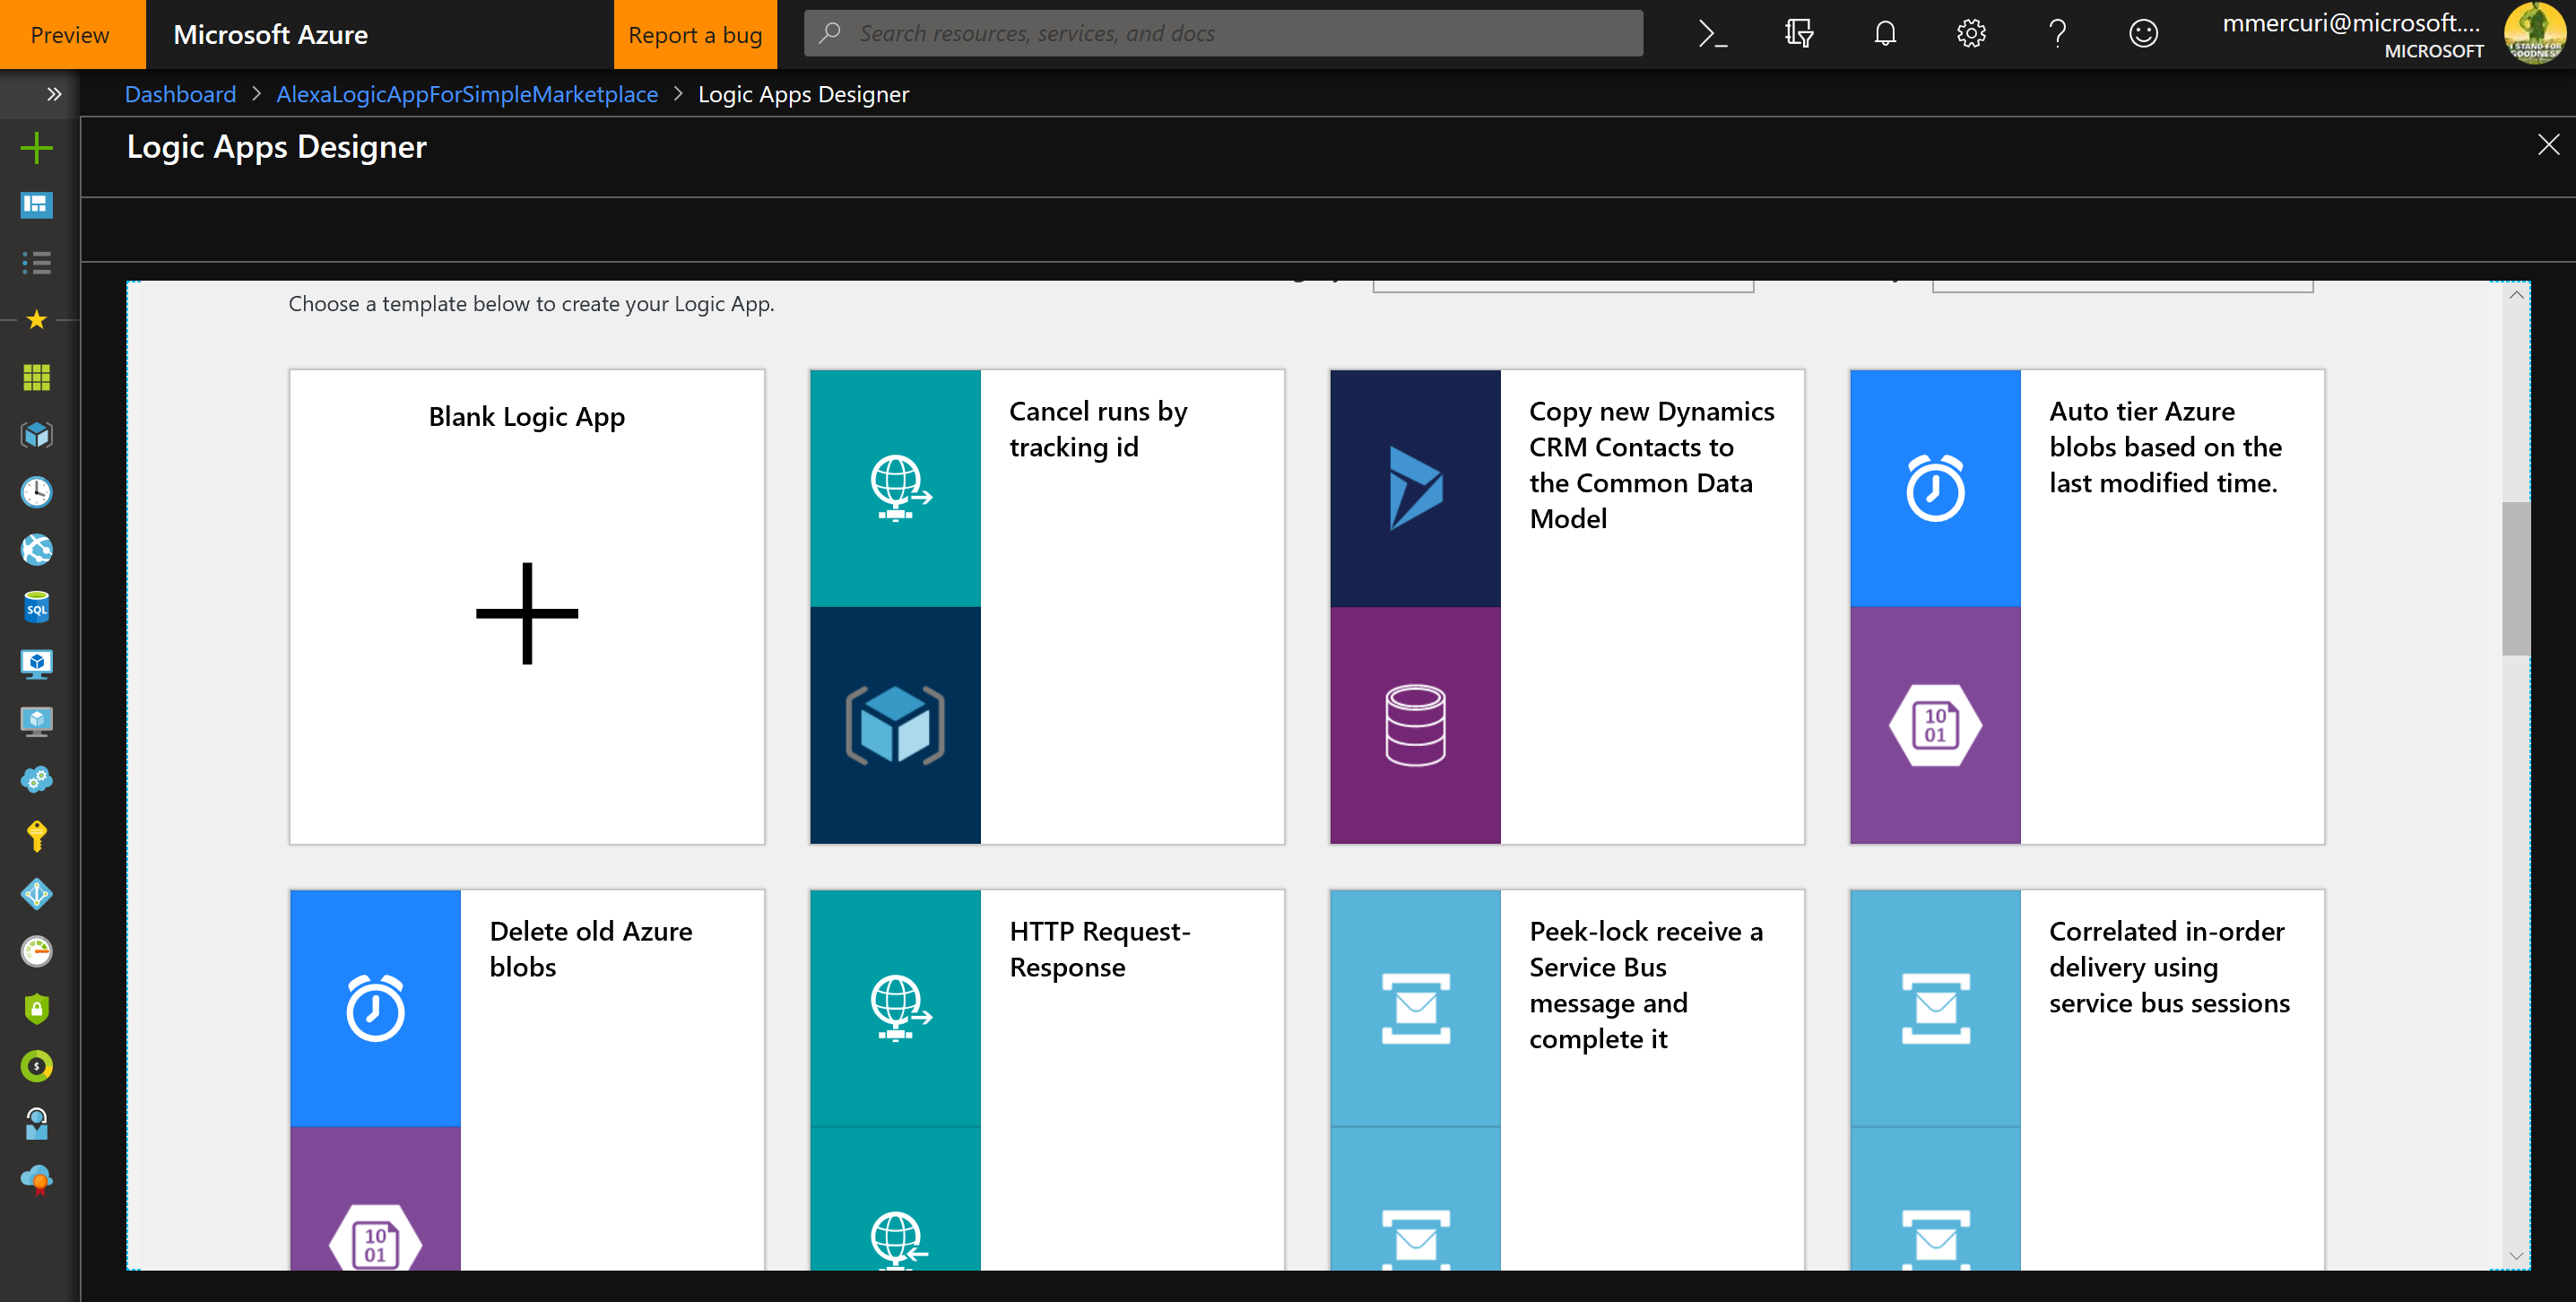 Preview
Microsoft Azure
Report a bug
Search resources, services, and docs
mmercuri@microsoft....
MICROSOFT
I STAND FOR
GOODNESS
Dashboard > AlexaLogicAppForSimpleMarketplace > Logic Apps Designer
Logic Apps Designer
Choose a template below to create your Logic App.
Blank Logic App
Cancel runs by
tracking id
Copy new Dynamics
CRM Contacts to
the Common Data
Model
Auto tier Azure
blobs based on the
last modified time.
10
01
SQL
Delete old Azure
blobs
10
01
HTTP Request-
Response
Peek-lock receive a
Service Bus
message and
complete it
Correlated in-order
delivery using
service bus sessions